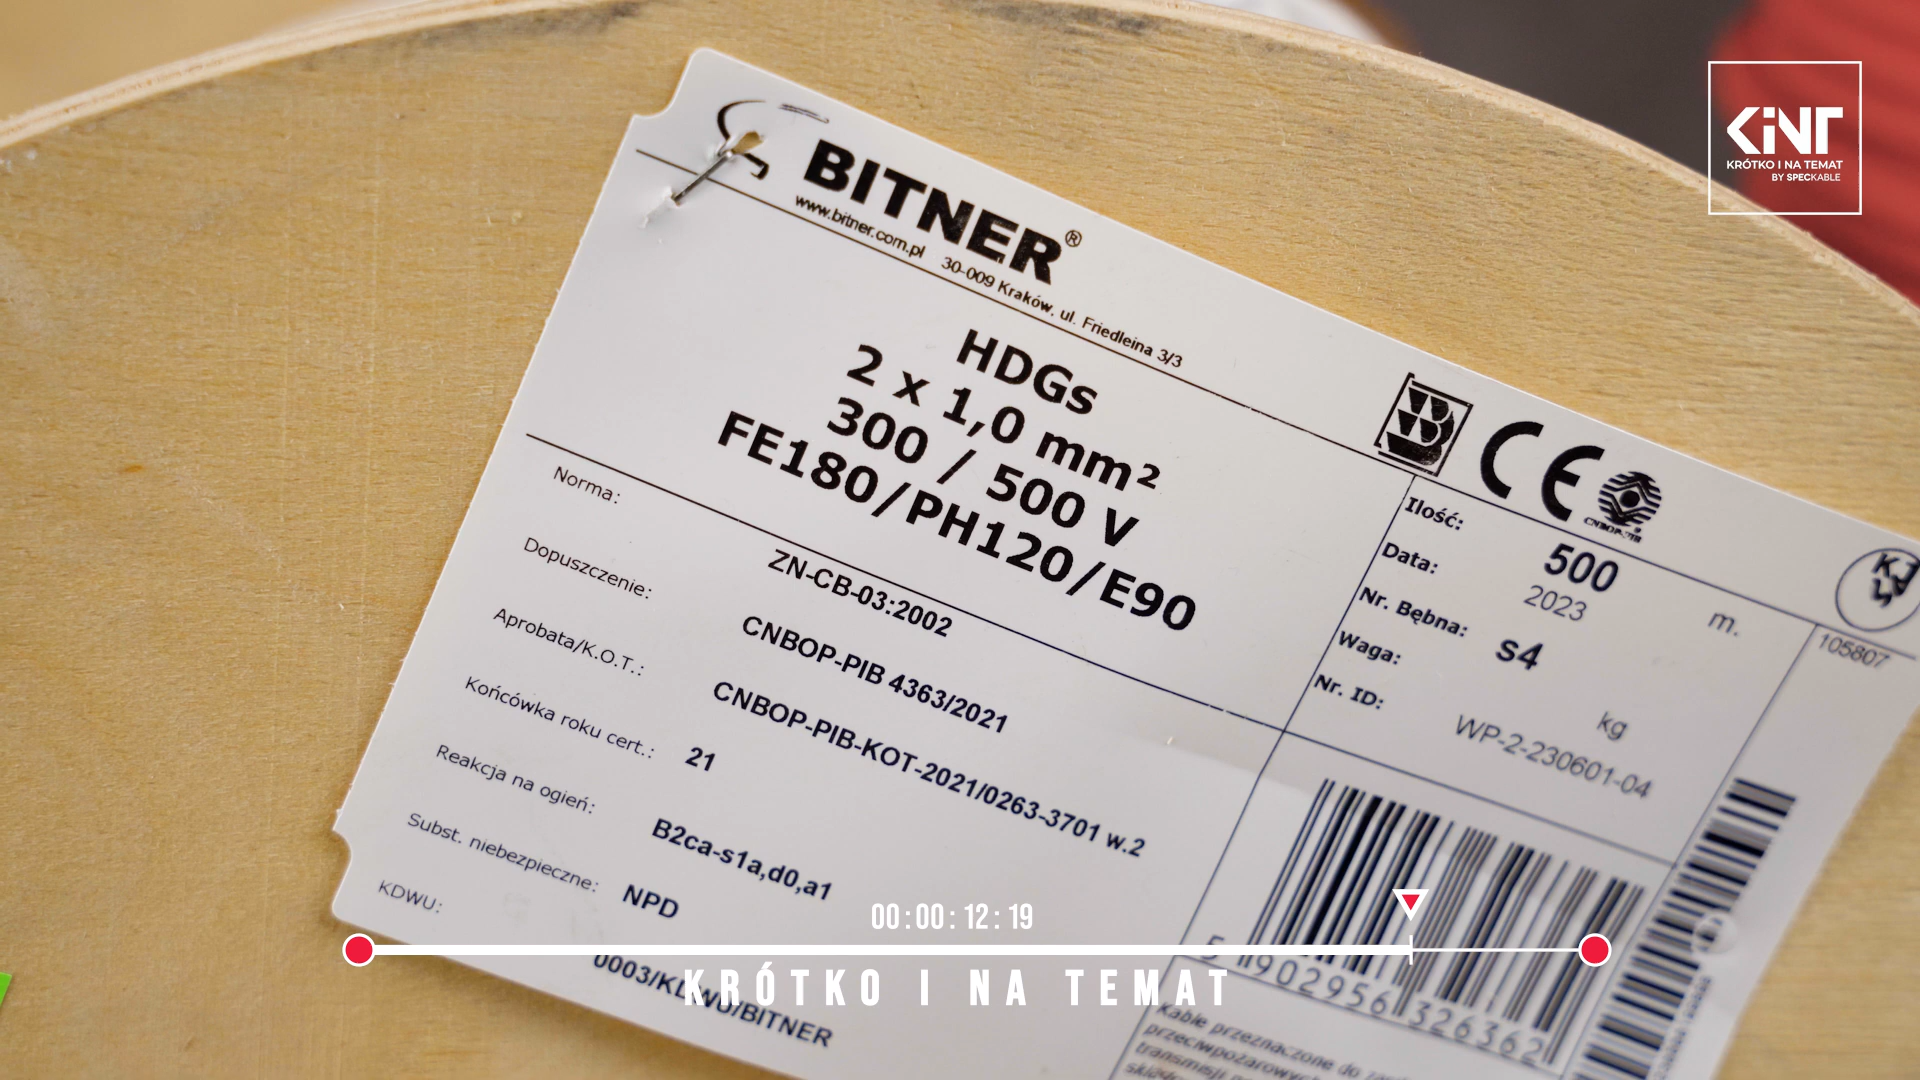 KINT
KRÓTKO I NA TEMAT
BY SPECKABLE
BITNER®
www.bitner.com.pl 30-009 Kraków, ul. Friedleina 3/3
HDGs
2 x 1,0 mm²
300 / 500 V
FE180/PH120/E90
CE
CNBOP-PIB
Norma: ZN-CB-03:2002
Dopuszczenie: CNBOP-PIB 4363/2021
Aprobata/K.O.T.: CNBOP-PIB-KOT-2021/0263-3701 w.2
Końcówka roku cert.: 21
Reakcja na ogień: B2ca-s1a,d0,a1
Subst. niebezpieczne: NPD
KDWU: 0003/KDWU/BITNER
Ilość: 500 m.
Data: 2023
Nr. Bębna: s4
Waga: kg
Nr. ID: WP-2-230601-04
105807
5 902956 326362
Kable przeznaczone do
przeciwpożarowych
transmisji
00:00:12:19
KRÓTKO I NA TEMAT